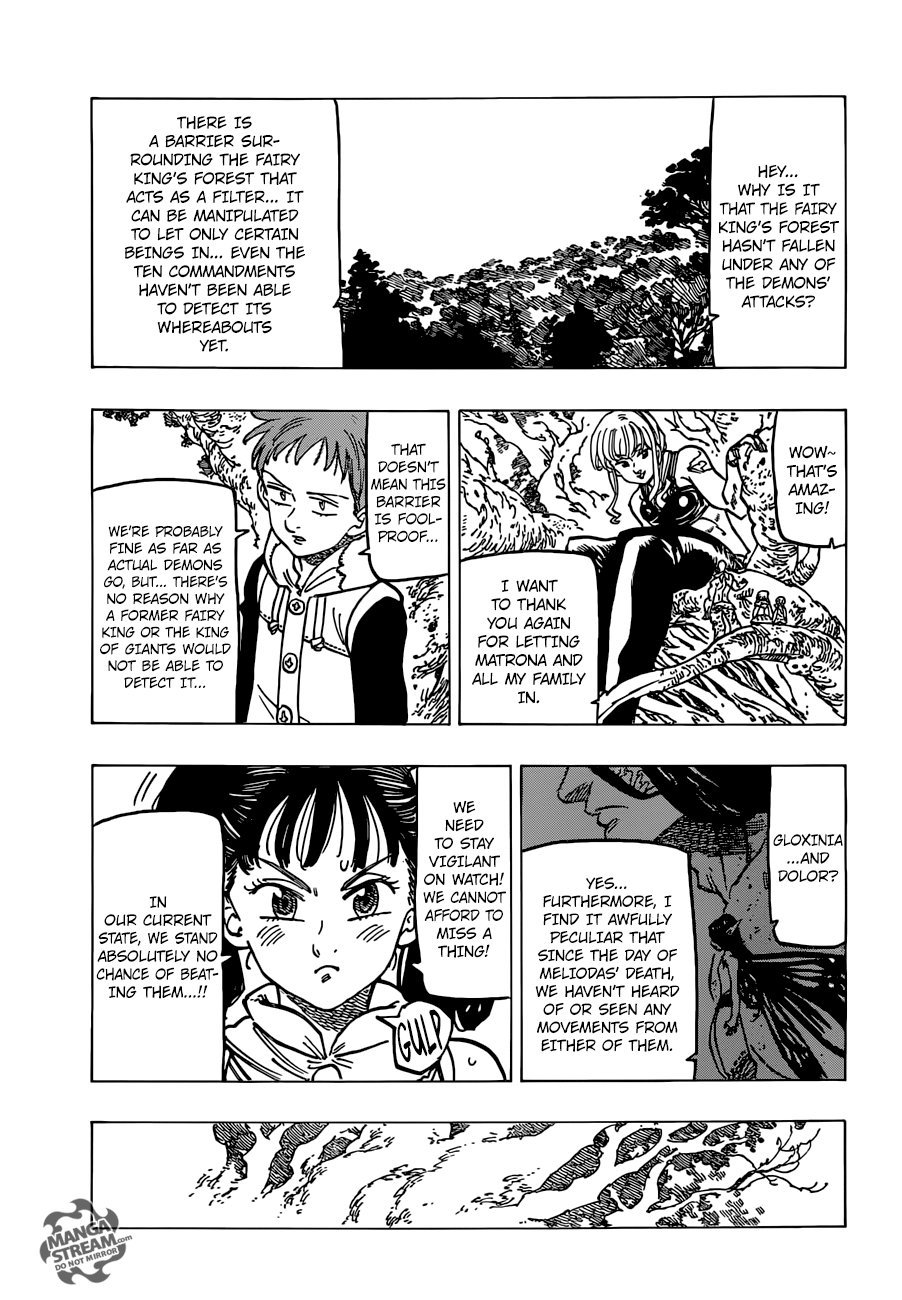 HEY...
WHY IS IT
THAT THE FAIRY
KING'S FOREST
HASN'T FALLEN
UNDER ANY OF
THE DEMONS'
ATTACKS?
THERE IS
A BARRIER SUR-
ROUNDING THE FAIRY
KING'S FOREST THAT
ACTS AS A FILTER... IT
CAN BE MANIPULATED
TO LET ONLY CERTAIN
BEINGS IN... EVEN THE
TEN COMMANDMENTS
HAVEN'T BEEN ABLE
TO DETECT ITS
WHEREABOUTS
YET.
WOW~
THAT'S
AMAZ-
ING!
I WANT
TO THANK
YOU AGAIN
FOR LETTING
MATRONA AND
ALL MY FAMILY
IN.
THAT
DOESN'T
MEAN THIS
BARRIER
IS FOOL-
PROOF...
WE'RE PROBABLY
FINE AS FAR AS
ACTUAL DEMONS
GO, BUT... THERE'S
NO REASON WHY
A FORMER FAIRY
KING OR THE KING
OF GIANTS WOULD
NOT BE ABLE TO
DETECT IT...
GLOXINIA
...AND
DOLOR?
YES...
FURTHERMORE, I
FIND IT AWFULLY
PECULIAR THAT
SINCE THE DAY OF
MELIODAS' DEATH,
WE HAVEN'T HEARD
OF OR SEEN ANY
MOVEMENTS FROM
EITHER OF THEM.
WE
NEED
TO STAY
VIGILANT
ON WATCH!
WE CANNOT
AFFORD TO
MISS A
THING!
IN
OUR CURRENT
STATE, WE STAND
ABSOLUTELY NO
CHANCE OF BEAT-
ING THEM...!!
GULP
MANGA
STREAM.com
DO NOT MIRROR